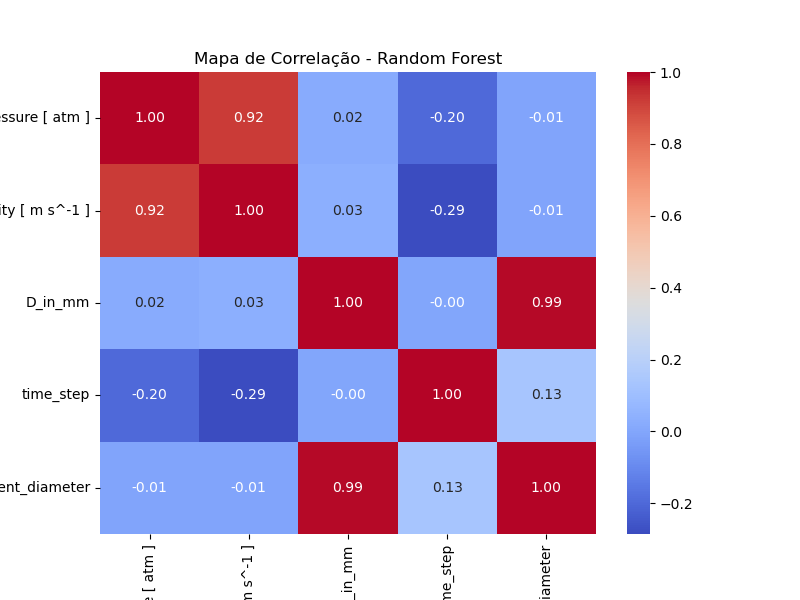 Mapa de Correlação - Random Forest
essure [ atm ]
1.00 0.92 0.02 -0.20 -0.01
ity [ m s^-1 ]
0.92 1.00 0.03 -0.29 -0.01
D_in_mm
0.02 0.03 1.00 -0.00 0.99
time_step
-0.20 -0.29 -0.00 1.00 0.13
ent_diameter
-0.01 -0.01 0.99 0.13 1.00
e [ atm ]
m s^-1 ]
_in_mm
me_step
iameter
1.0
0.8
0.6
0.4
0.2
0.0
−0.2